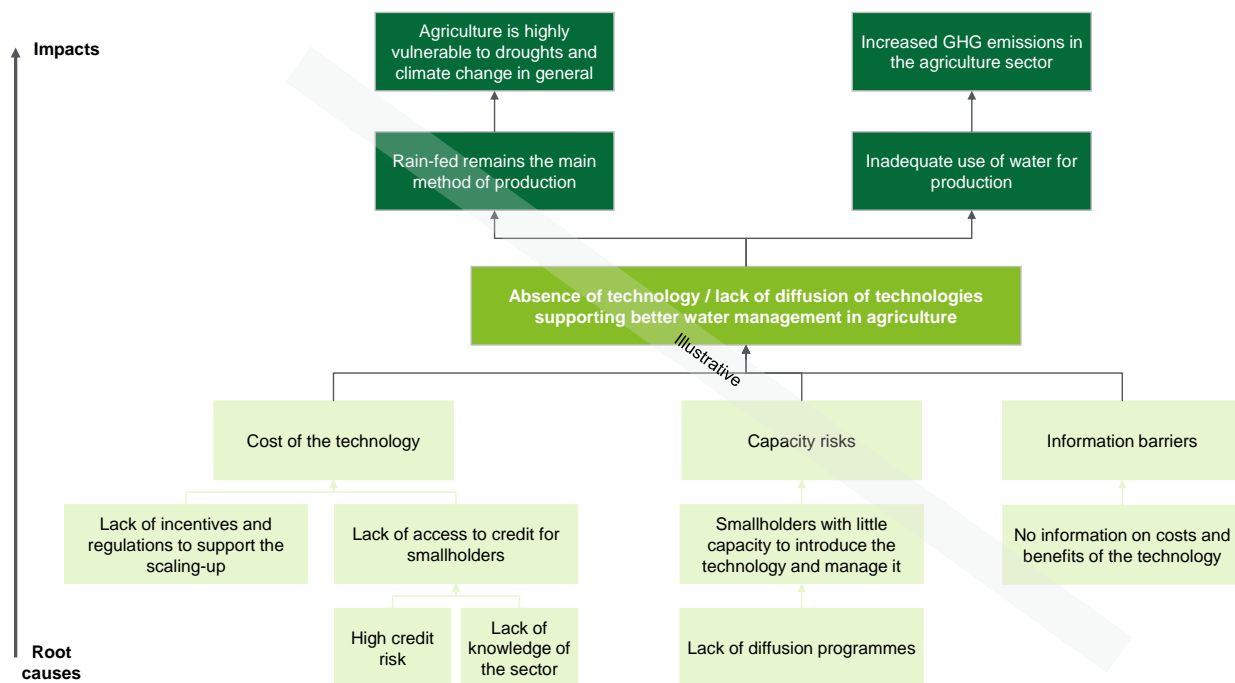 Impacts
Agriculture is highly
vulnerable to droughts and
climate change in general
Increased GHG emissions in
the agriculture sector
Rain-fed remains the main
method of production
Inadequate use of water for
production
Absence of technology / lack of diffusion of technologies
supporting better water management in agriculture
Illustrative
Cost of the technology
Capacity risks
Information barriers
Lack of incentives and
regulations to support the
scaling-up
Lack of access to credit for
smallholders
Smallholders with little
capacity to introduce the
technology and manage it
No information on costs and
benefits of the technology
High credit
risk
Lack of
knowledge of
the sector
Lack of diffusion programmes
Root
causes